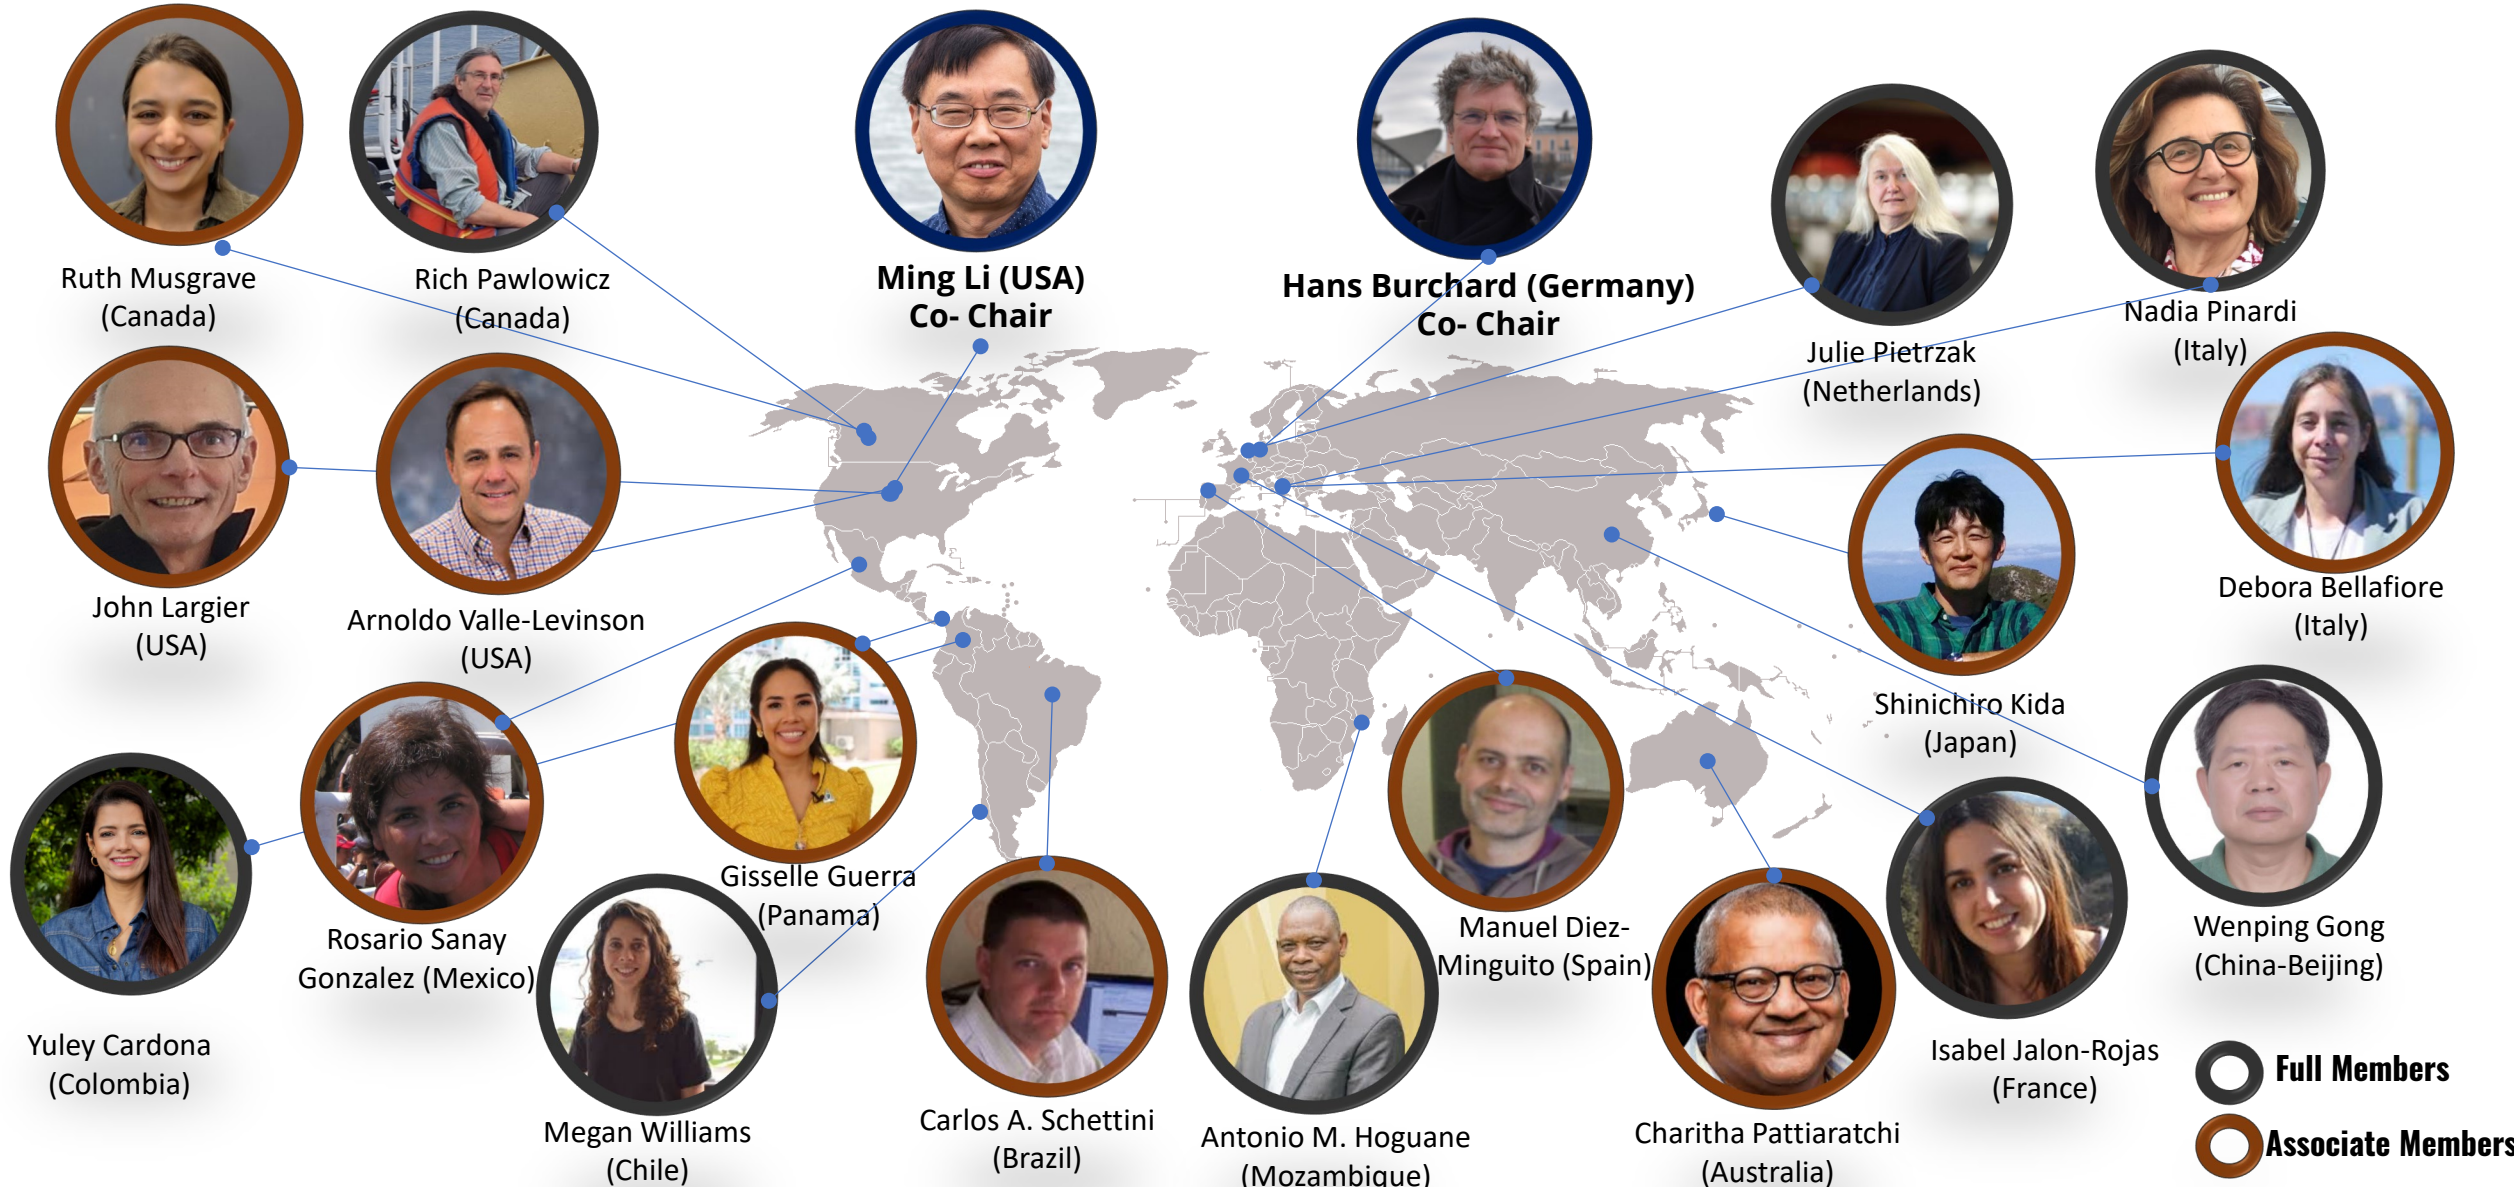 Ruth Musgrave
(Canada)
Rich Pawlowicz
(Canada)
Ming Li (USA)
Co- Chair
Hans Burchard (Germany)
Co- Chair
Julie Pietrzak
(Netherlands)
Nadia Pinardi
(Italy)
John Largier
(USA)
Arnoldo Valle-Levinson
(USA)
Shinichiro Kida
(Japan)
Debora Bellafiore
(Italy)
Yuley Cardona
(Colombia)
Rosario Sanay
Gonzalez (Mexico)
Gisselle Guerra
(Panama)
Megan Williams
(Chile)
Carlos A. Schettini
(Brazil)
Antonio M. Hoguane
(Mozambique)
Manuel Diez-
Minguito (Spain)
Charitha Pattiaratchi
(Australia)
Isabel Jalon-Rojas
(France)
Wenping Gong
(China-Beijing)
Full Members
Associate Members